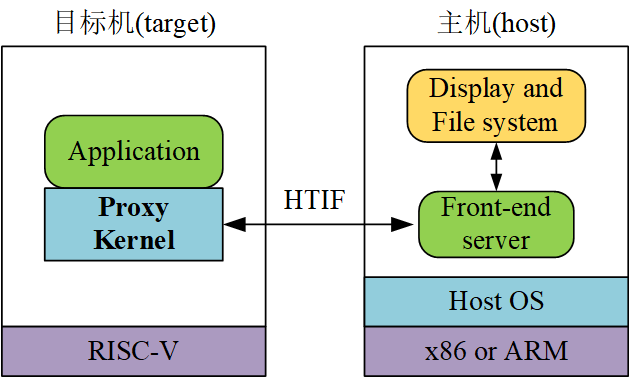 目标机(target)
主机(host)
Application
Proxy
Kernel
RISC-V
HTIF
Display and
File system
Front-end
server
Host OS
x86 or ARM